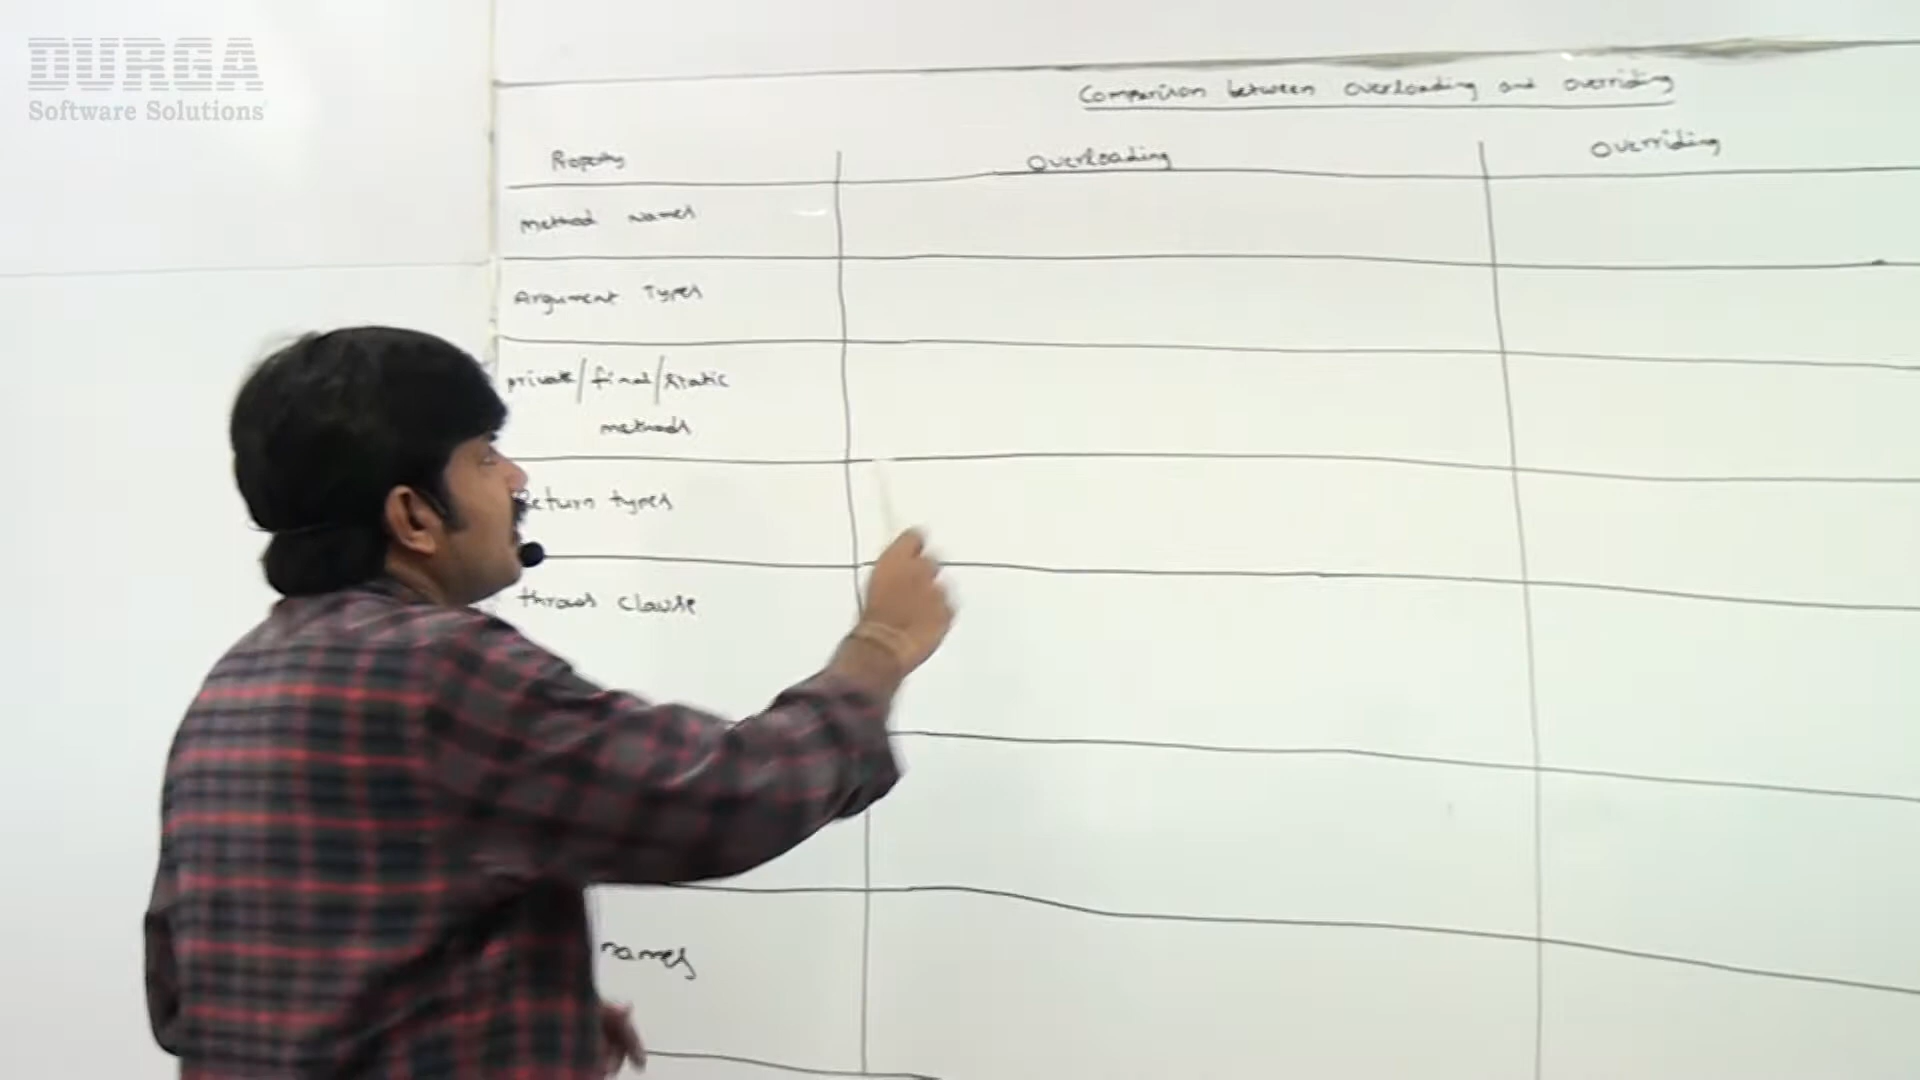 DURGA
Software Solutions
Comparison between overloading and overriding
Property
Overloading
Overriding
Method Names
Argument Types
private/final/static
methods
Return types
throws clause
names